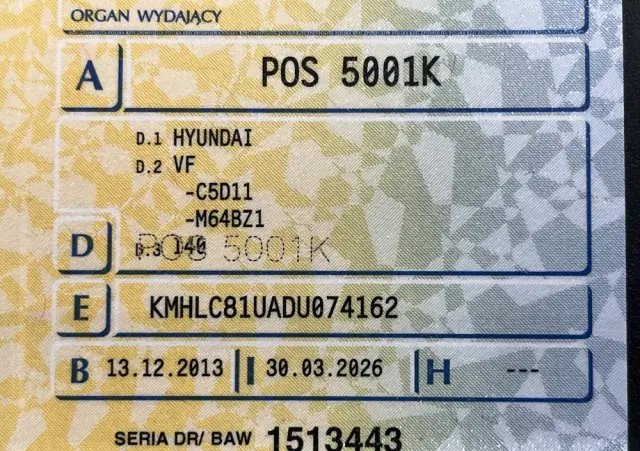 ORGAN WYDAJĄCY
A POS 5001K
D.1 HYUNDAI
D.2 VF
-C5D11
-M64BZ1
D D.3 i40 POS 5001K
E KMHLC81UADU074162
B 13.12.2013 I 30.03.2026 H ---
SERIA DR/ BAW 1513443